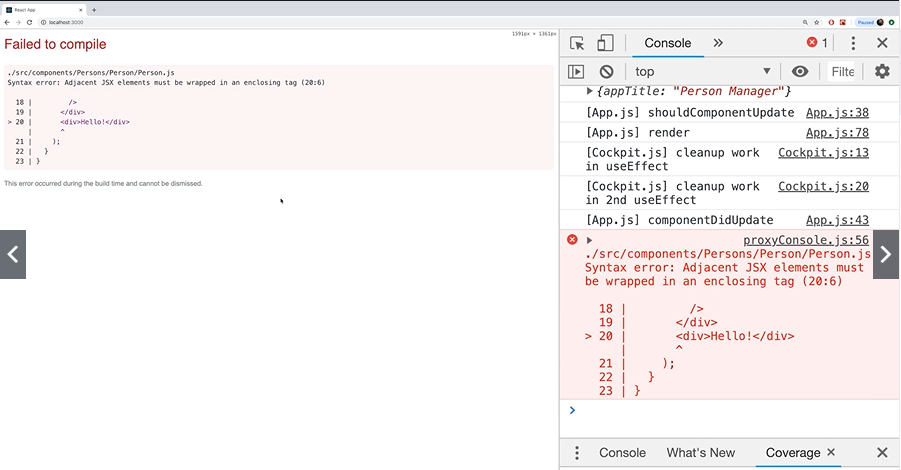 React App
localhost:3000
Paused
1591px × 1361px
Failed to compile
./src/components/Persons/Person/Person.js
Syntax error: Adjacent JSX elements must be wrapped in an enclosing tag (20:6)
18 | />
19 | </div>
> 20 | <div>Hello!</div>
| ^
21 | );
22 | }
23 | }
This error occurred during the build time and cannot be dismissed.
Console
1
top
Filte
{appTitle: "Person Manager"}
[App.js] shouldComponentUpdate App.js:38
[App.js] render App.js:78
[Cockpit.js] cleanup work Cockpit.js:13
in useEffect
[Cockpit.js] cleanup work Cockpit.js:20
in 2nd useEffect
[App.js] componentDidUpdate App.js:43
proxyConsole.js:56
./src/components/Persons/Person/Person.js
Syntax error: Adjacent JSX elements must
be wrapped in an enclosing tag (20:6)
18 | />
19 | </div>
> 20 | <div>Hello!</div>
| ^
21 | );
22 | }
23 | }
Console What's New Coverage